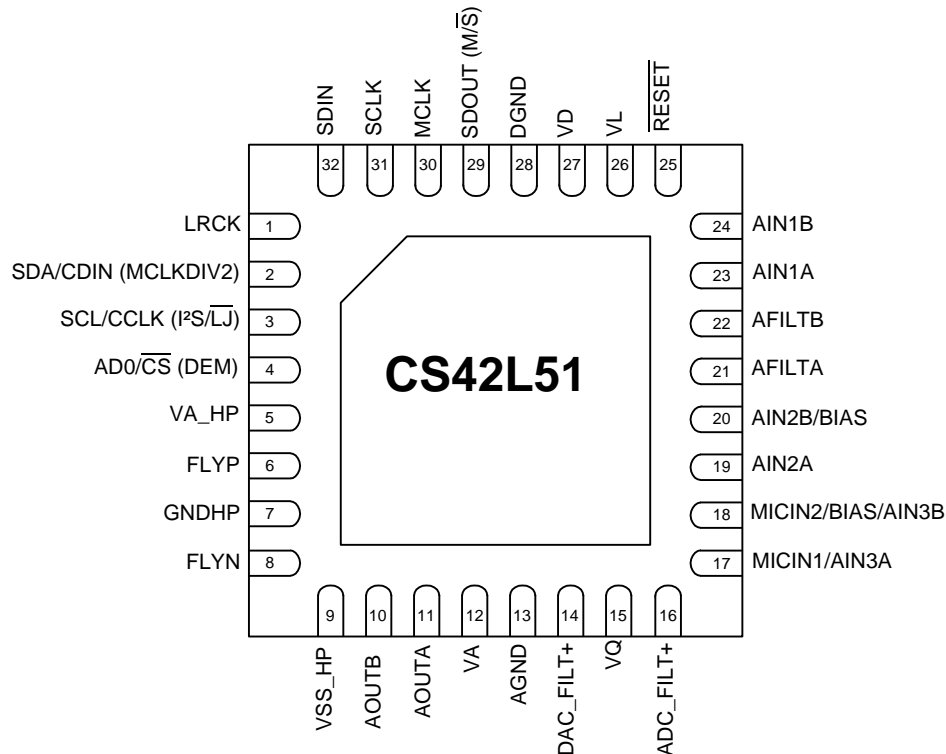 SDIN
SCLK
MCLK
SDOUT (M/S̅)
DGND
VD
VL
R̅E̅S̅E̅T̅
32
31
30
29
28
27
26
25
LRCK 1
SDA/CDIN (MCLKDIV2) 2
SCL/CCLK (I²S/L̅J̅) 3
AD0/C̅S̅ (DEM) 4
VA_HP 5
FLYP 6
GNDHP 7
FLYN 8
CS42L51
24 AIN1B
23 AIN1A
22 AFILTB
21 AFILTA
20 AIN2B/BIAS
19 AIN2A
18 MICIN2/BIAS/AIN3B
17 MICIN1/AIN3A
9
10
11
12
13
14
15
16
VSS_HP
AOUTB
AOUTA
VA
AGND
DAC_FILT+
VQ
ADC_FILT+